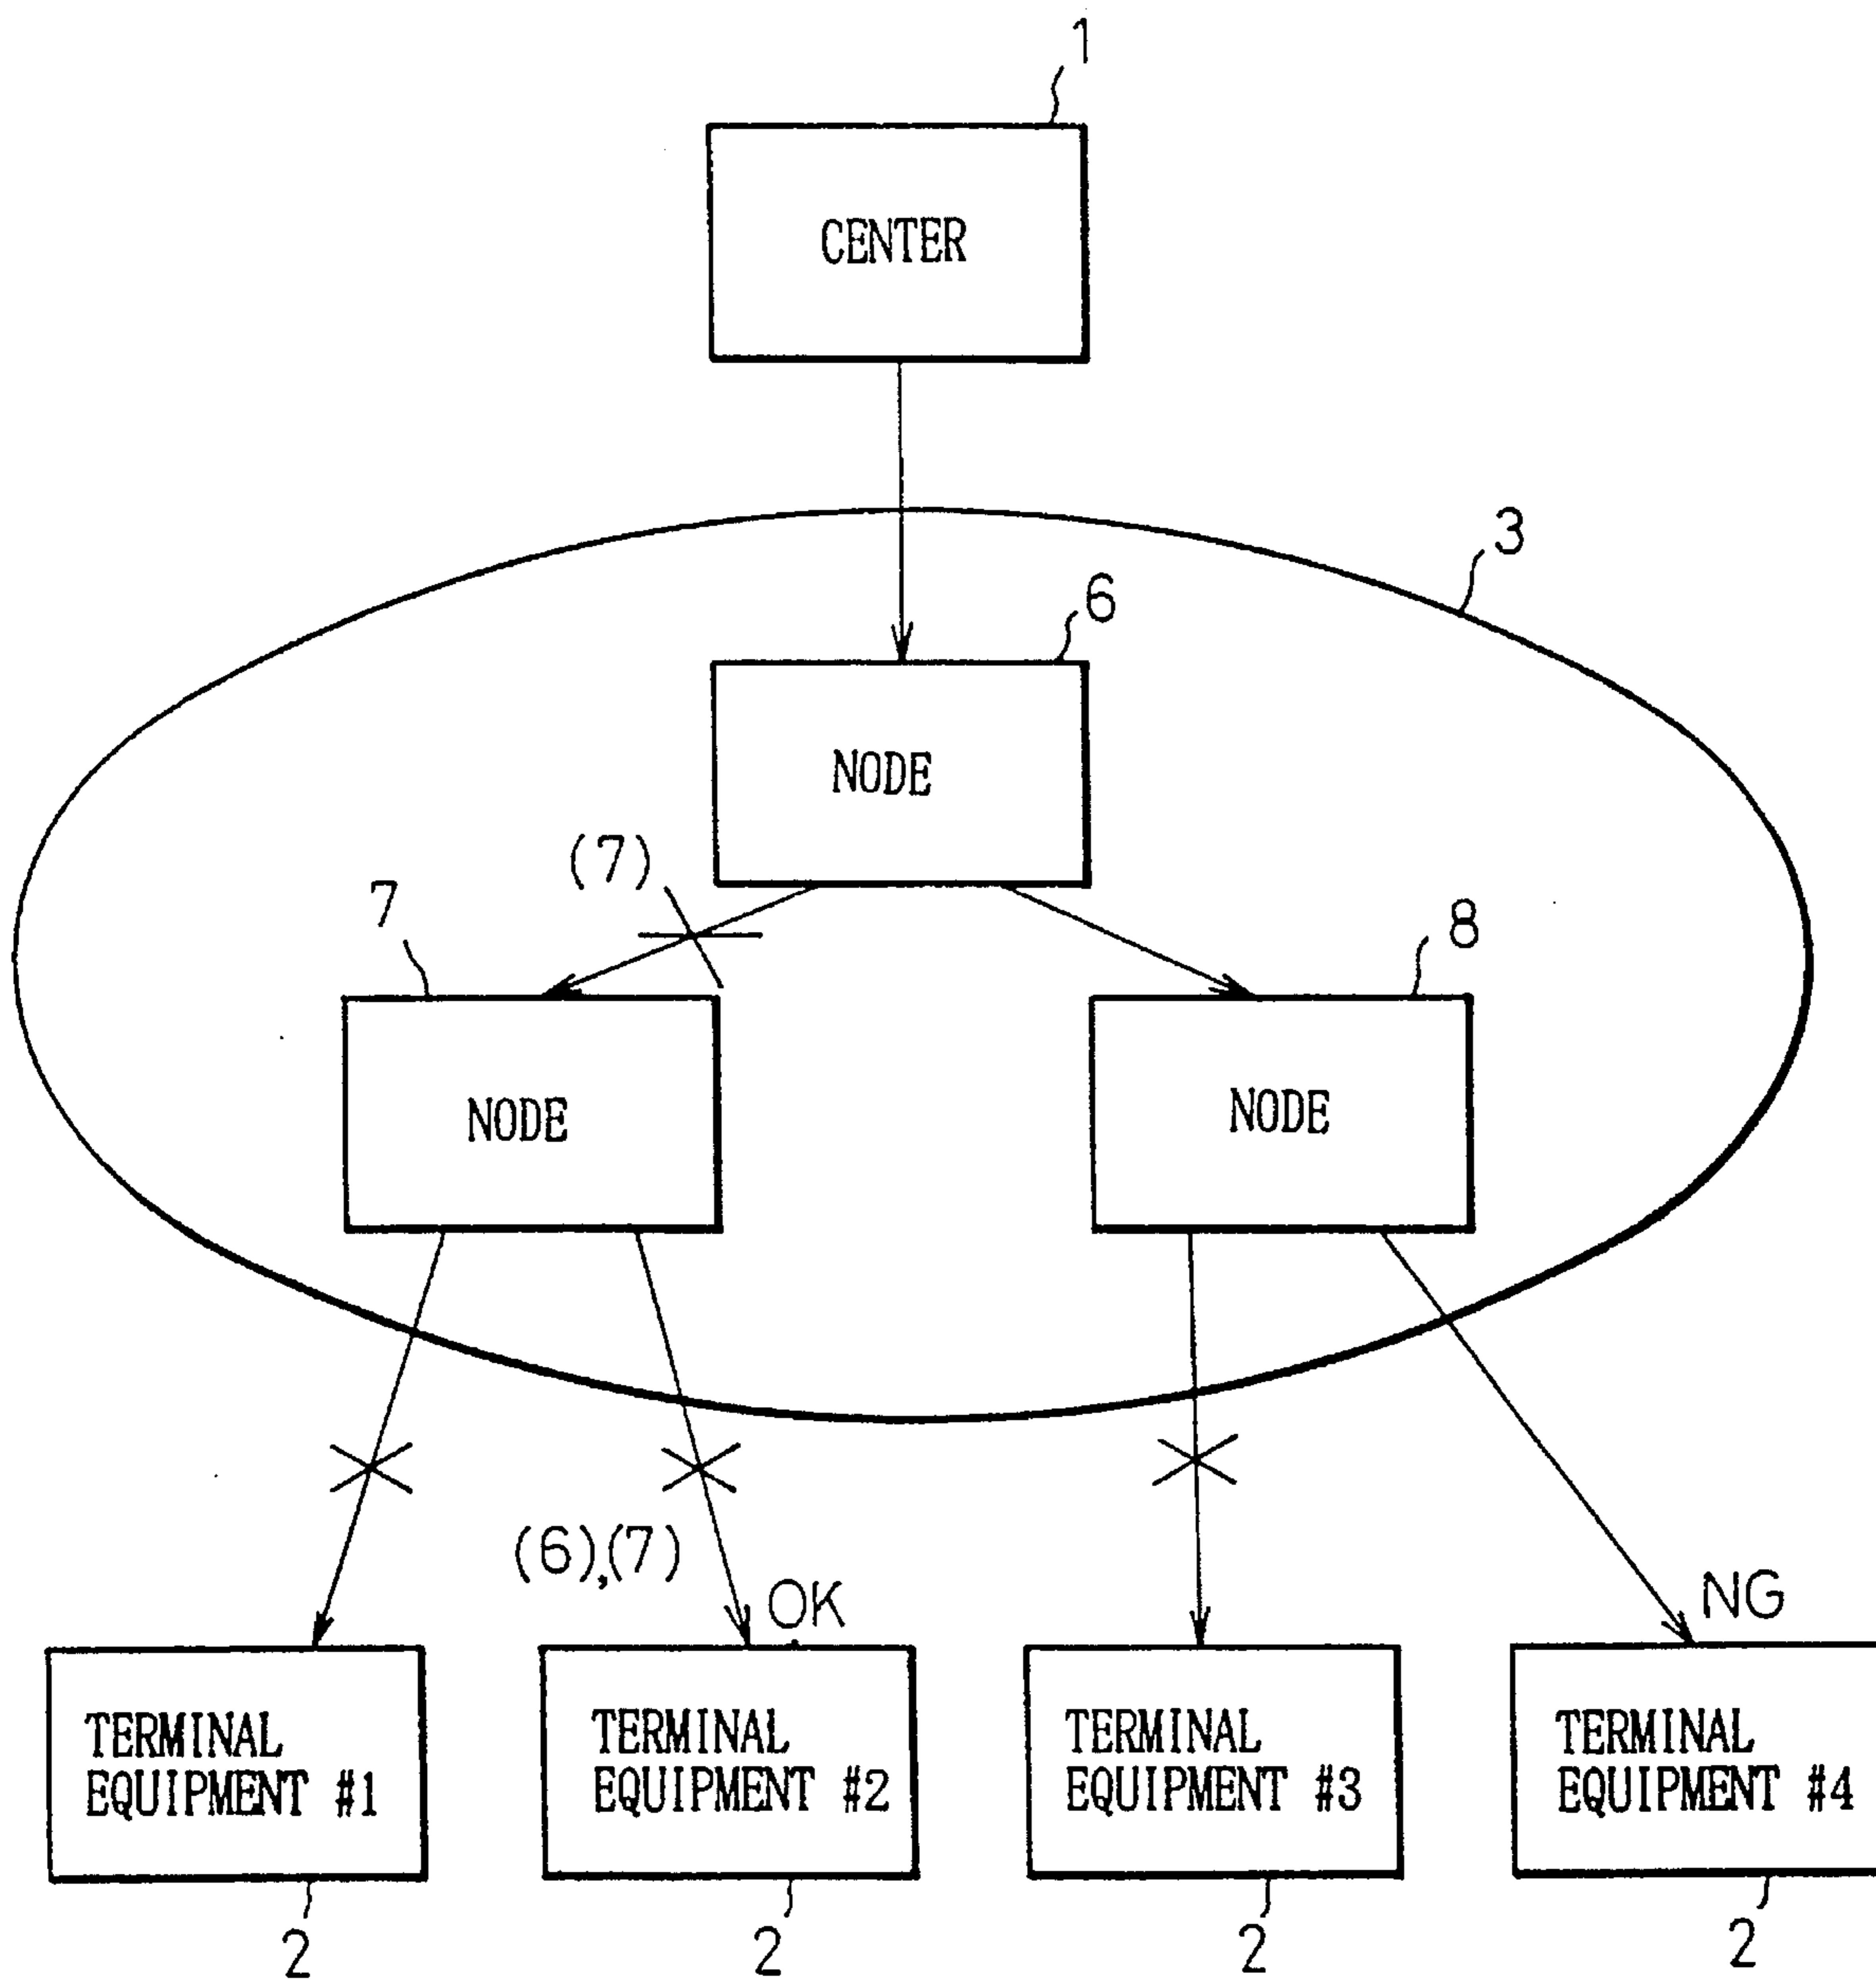 1
CENTER
3
6
NODE
(7)
7
8
NODE
NODE
(6),(7)
OK
NG
TERMINAL
EQUIPMENT #1
TERMINAL
EQUIPMENT #2
TERMINAL
EQUIPMENT #3
TERMINAL
EQUIPMENT #4
2
2
2
2